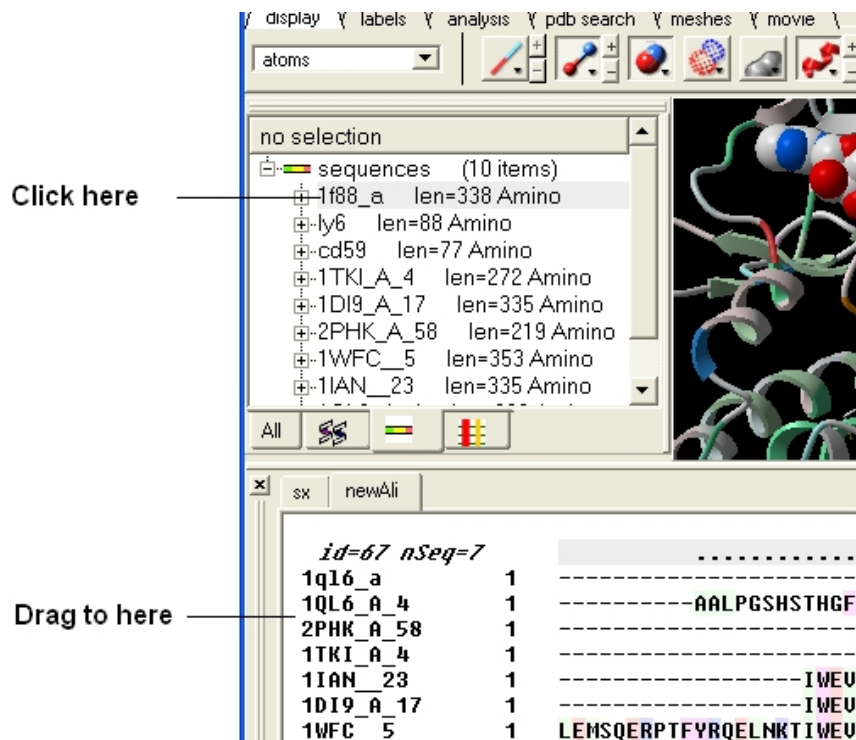 display labels analysis pdb search meshes movie
atoms
no selection
sequences (10 items)
Click here
1f88_a len=338 Amino
ly6 len=88 Amino
cd59 len=77 Amino
1TKI_A_4 len=272 Amino
1DI9_A_17 len=335 Amino
2PHK_A_58 len=219 Amino
1WFC__5 len=353 Amino
1IAN__23 len=335 Amino
All
sx newAli
id=67 nSeq=7 ............
1ql6_a 1 ------------------
Drag to here
1QL6_A_4 1 ----------AALPGSHSTHGF
2PHK_A_58 1 ----------------------
1TKI_A_4 1 ----------------------
1IAN__23 1 ------------------IWEV
1DI9_A_17 1 ------------------IWEV
1WFC__5 1 LEMSQERPTFYRQELNKTIWEV